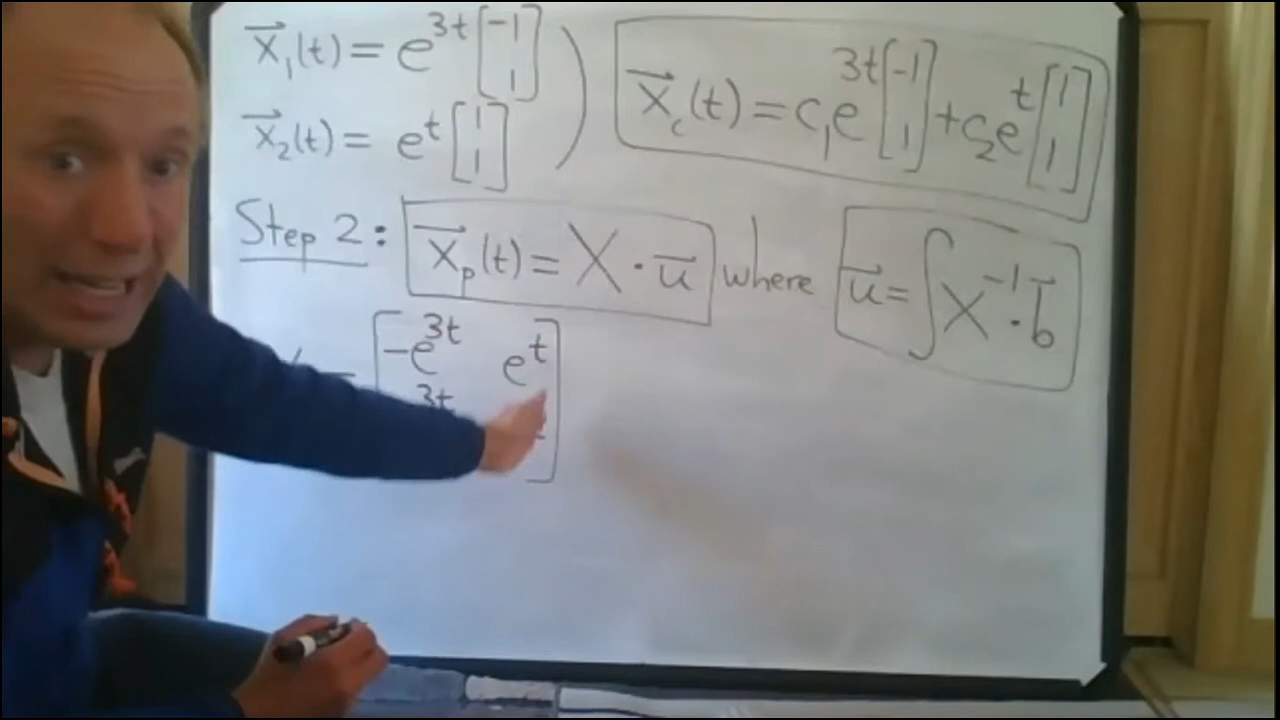 x₁(t) = e^{3t} [-1 1]
x₂(t) = e^{t} [1 1]
x_c(t) = c₁e^{3t} [-1 1] + c₂e^{t} [1 1]
Step 2: x_p(t) = X · u where u = ∫ X^{-1} · b
= [ -e^{3t} e^{t}
3t